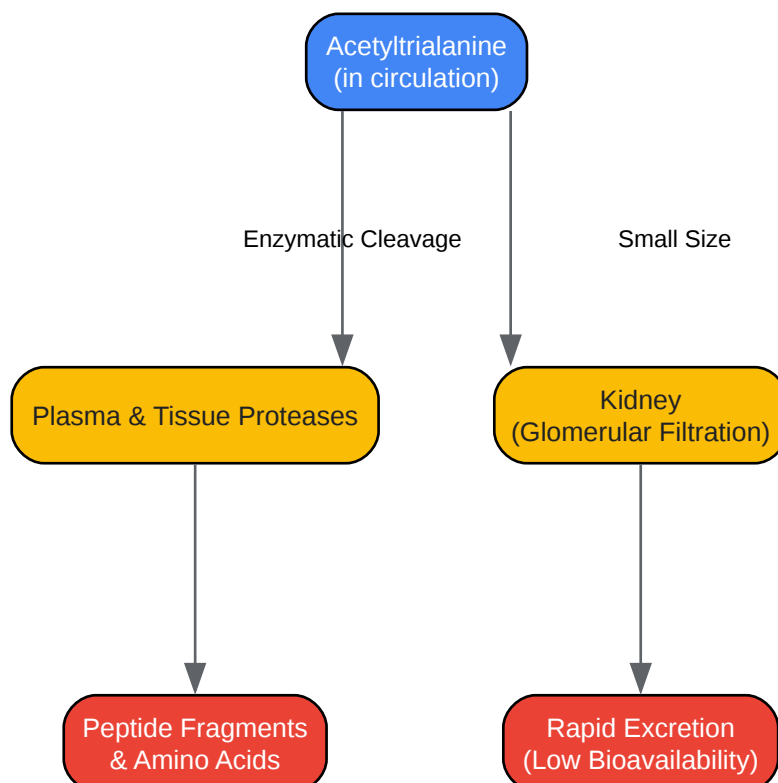 Acetyltrialanine
(in circulation)
Enzymatic Cleavage
Small Size
Plasma & Tissue Proteases
Kidney
(Glomerular Filtration)
Peptide Fragments
& Amino Acids
Rapid Excretion
(Low Bioavailability)